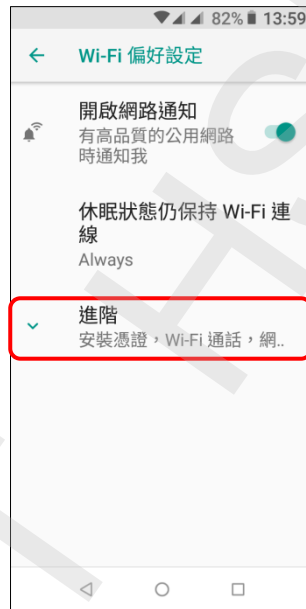 82% 13:59
Wi-Fi 偏好設定
開啟網路通知
有高品質的公用網路
時通知我
休眠狀態仍保持 Wi-Fi 連
線
Always
進階
安裝憑證，Wi-Fi 通話，網..